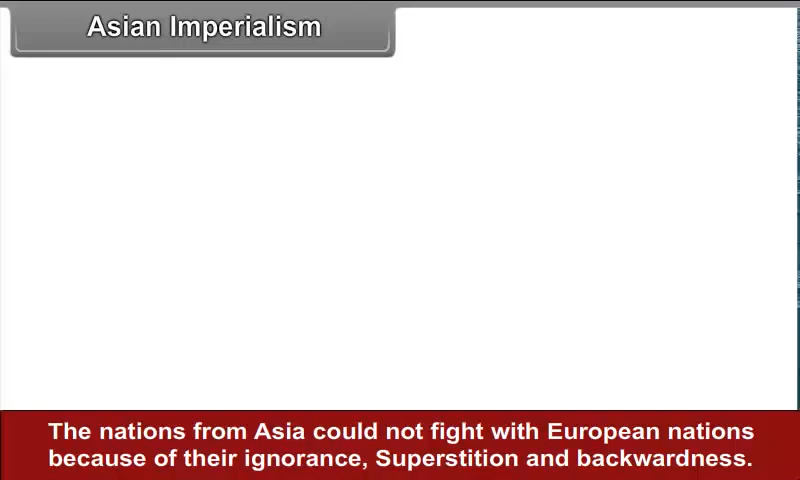 Asian Imperialism
The nations from Asia could not fight with European nations
because of their ignorance, Superstition and backwardness.